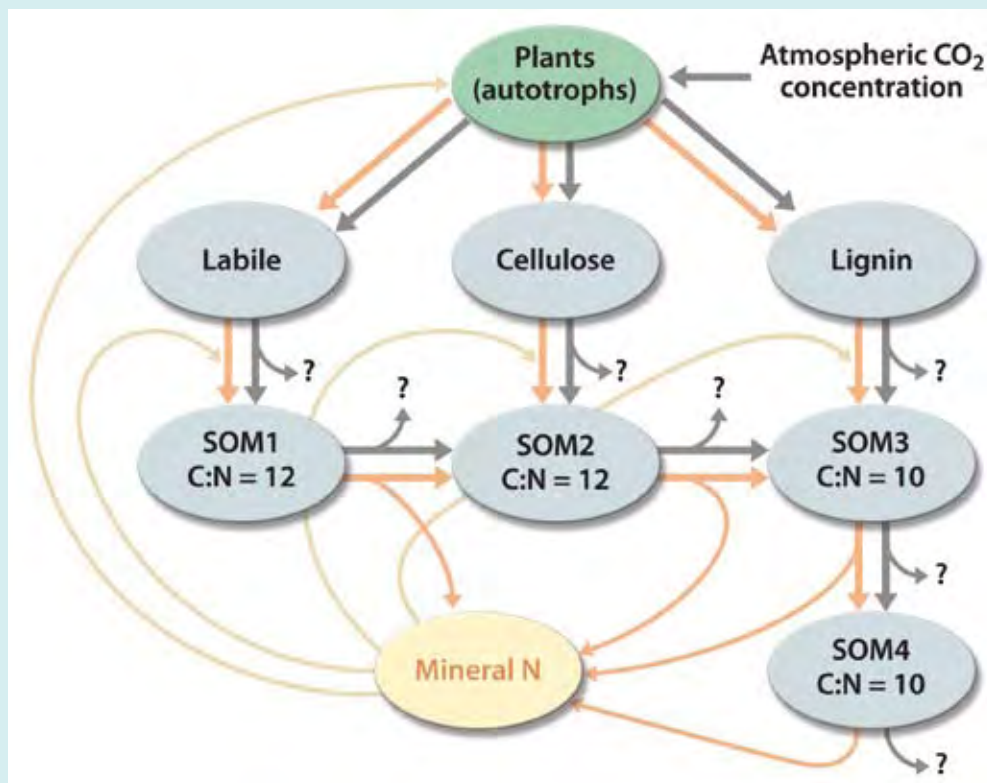 Plants
(autotrophs)
Atmospheric CO₂
concentration
Labile
Cellulose
Lignin
?
?
?
?
?
SOM1
C:N = 12
SOM2
C:N = 12
SOM3
C:N = 10
?
Mineral N
SOM4
C:N = 10
?